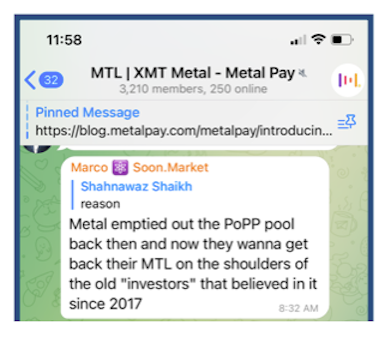 11:58
32
MTL | XMT Metal - Metal Pay
3,210 members, 250 online
Pinned Message
https://blog.metalpay.com/metalpay/introducin...
Marco Soon.Market
Shahnawaz Shaikh
reason
Metal emptied out the PoPP pool
back then and now they wanna get
back their MTL on the shoulders of
the old "investors" that believed in it
since 2017
8:32 AM